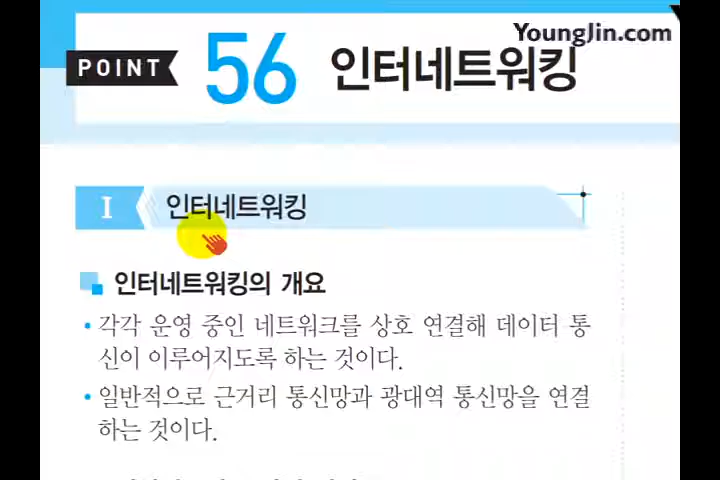 YoungJin.com
POINT 56 인터네트워킹
I 인터네트워킹
인터네트워킹의 개요
• 각각 운영 중인 네트워크를 상호 연결해 데이터 통
신이 이루어지도록 하는 것이다.
• 일반적으로 근거리 통신망과 광대역 통신망을 연결
하는 것이다.